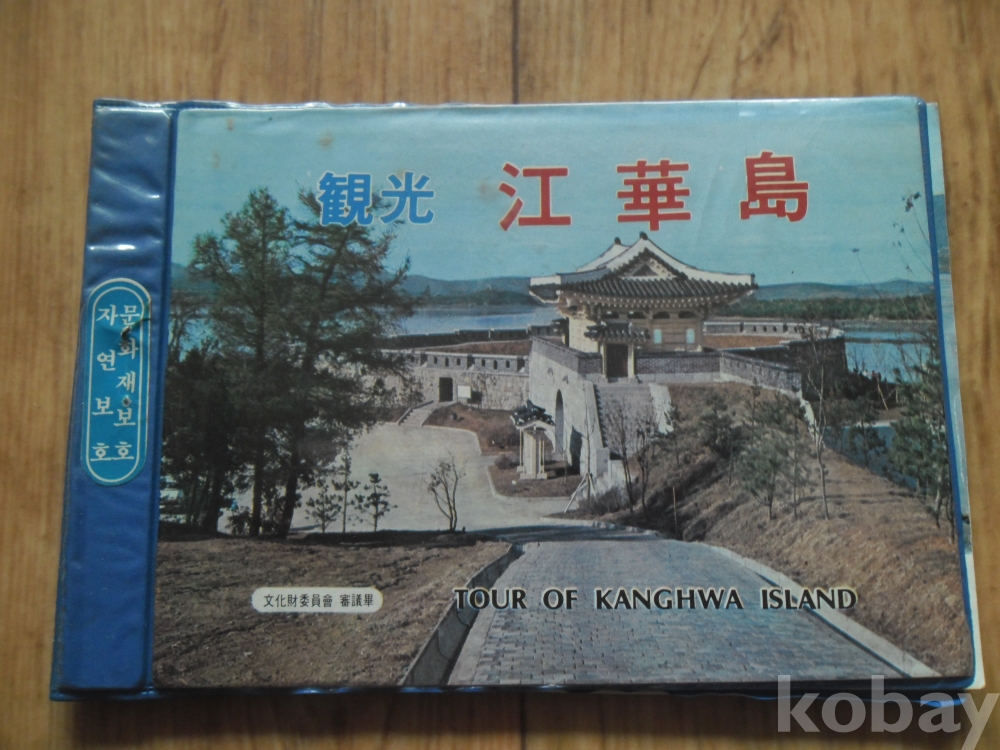 観光 江華島
문화재보호
자연보호
文化財委員會 審議畢
TOUR OF KANGHWA ISLAND
kobay